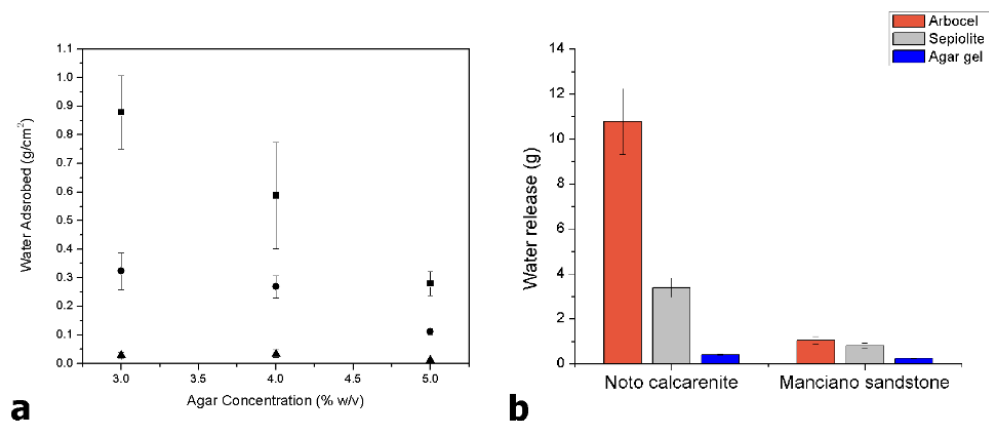 1.1
1.0
0.9
0.8
0.7
0.6
0.5
0.4
0.3
0.2
0.1
0.0
Water Adsrobed (g/cm²)
3.0 3.5 4.0 4.5 5.0
Agar Concentration (% w/v)
a
Arbocel
Sepiolite
Agar gel
14
12
10
8
6
4
2
0
Water release (g)
Noto calcarenite Manciano sandstone
b